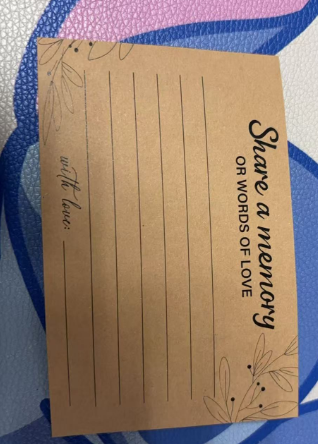 Share a memory
OR WORDS OF LOVE
with love: